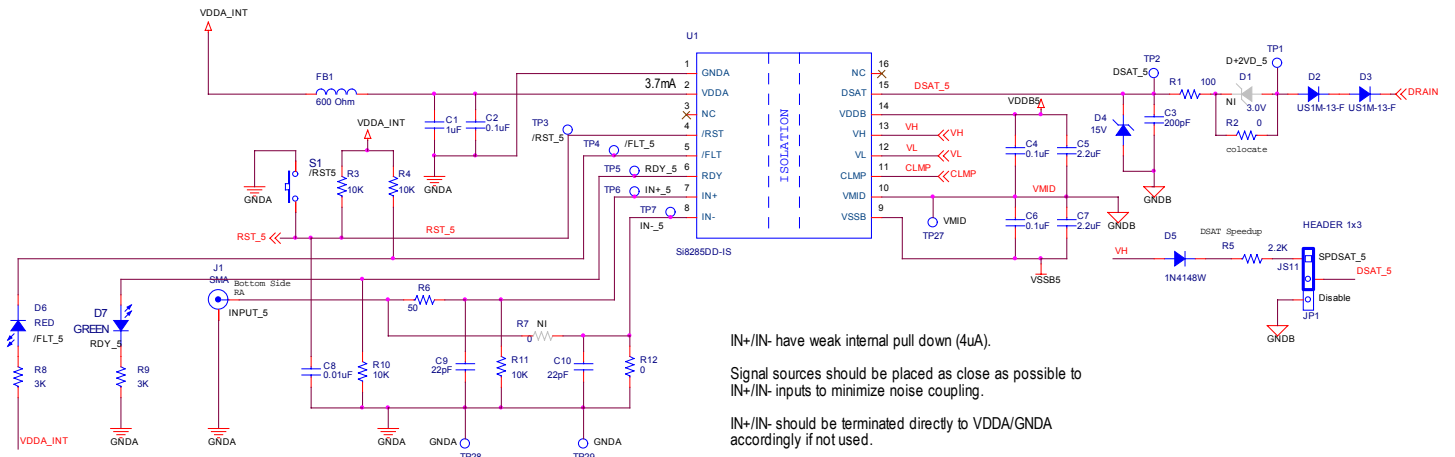 VDDA_INT
FB1
600 Ohm
C1
1uF
C2
0.1uF
GNDA
3.7mA
U1
ISOLATION
Si8285DD-IS
1 GNDA
2 VDDA
3 NC
4 /RST
5 /FLT
6 RDY
7 IN+
8 IN-
NC 16
DSAT 15
VDDB 14
VH 13
VL 12
CLMP 11
VMID 10
VSSB 9
VDDA_INT
TP3
/RST_5
TP4
/FLT_5
TP5
RDY_5
TP6
IN+_5
TP7
IN-_5
S1
/RST5
GNDA
R3
10K
R4
10K
RST_5
RST_5
J1
SMA
Bottom Side
RA
INPUT_5
D6
RED
/FLT_5
R8
3K
VDDA_INT
D7
GREEN
RDY_5
R9
3K
GNDA
GNDA
C8
0.01uF
R10
10K
GNDA
R6
50
R7
NI
0
C9
22pF
R11
10K
C10
22pF
R12
0
GNDA
TP28
GNDA
TP29
DSAT_5
VDDB5
VH
VH
VL
VL
CLMP
CLMP
VMID
VMID
TP27
C4
0.1uF
C5
2.2uF
C6
0.1uF
C7
2.2uF
GNDB
VSSB5
TP2
DSAT_5
D4
15V
C3
200pF
GNDB
R1
100
TP1
D+2VD_5
D1
NI
3.0V
R2
0
colocate
D2
US1M-13-F
D3
US1M-13-F
DRAIN
VH
D5
1N4148W
DSAT Speedup
R5
2.2K
HEADER 1x3
SPDSAT_5
JS11
DSAT_5
Disable
JP1
GNDB
IN+/IN- have weak internal pull down (4uA).
Signal sources should be placed as close as possible to
IN+/IN- inputs to minimize noise coupling.
IN+/IN- should be terminated directly to VDDA/GNDA
accordingly if not used.